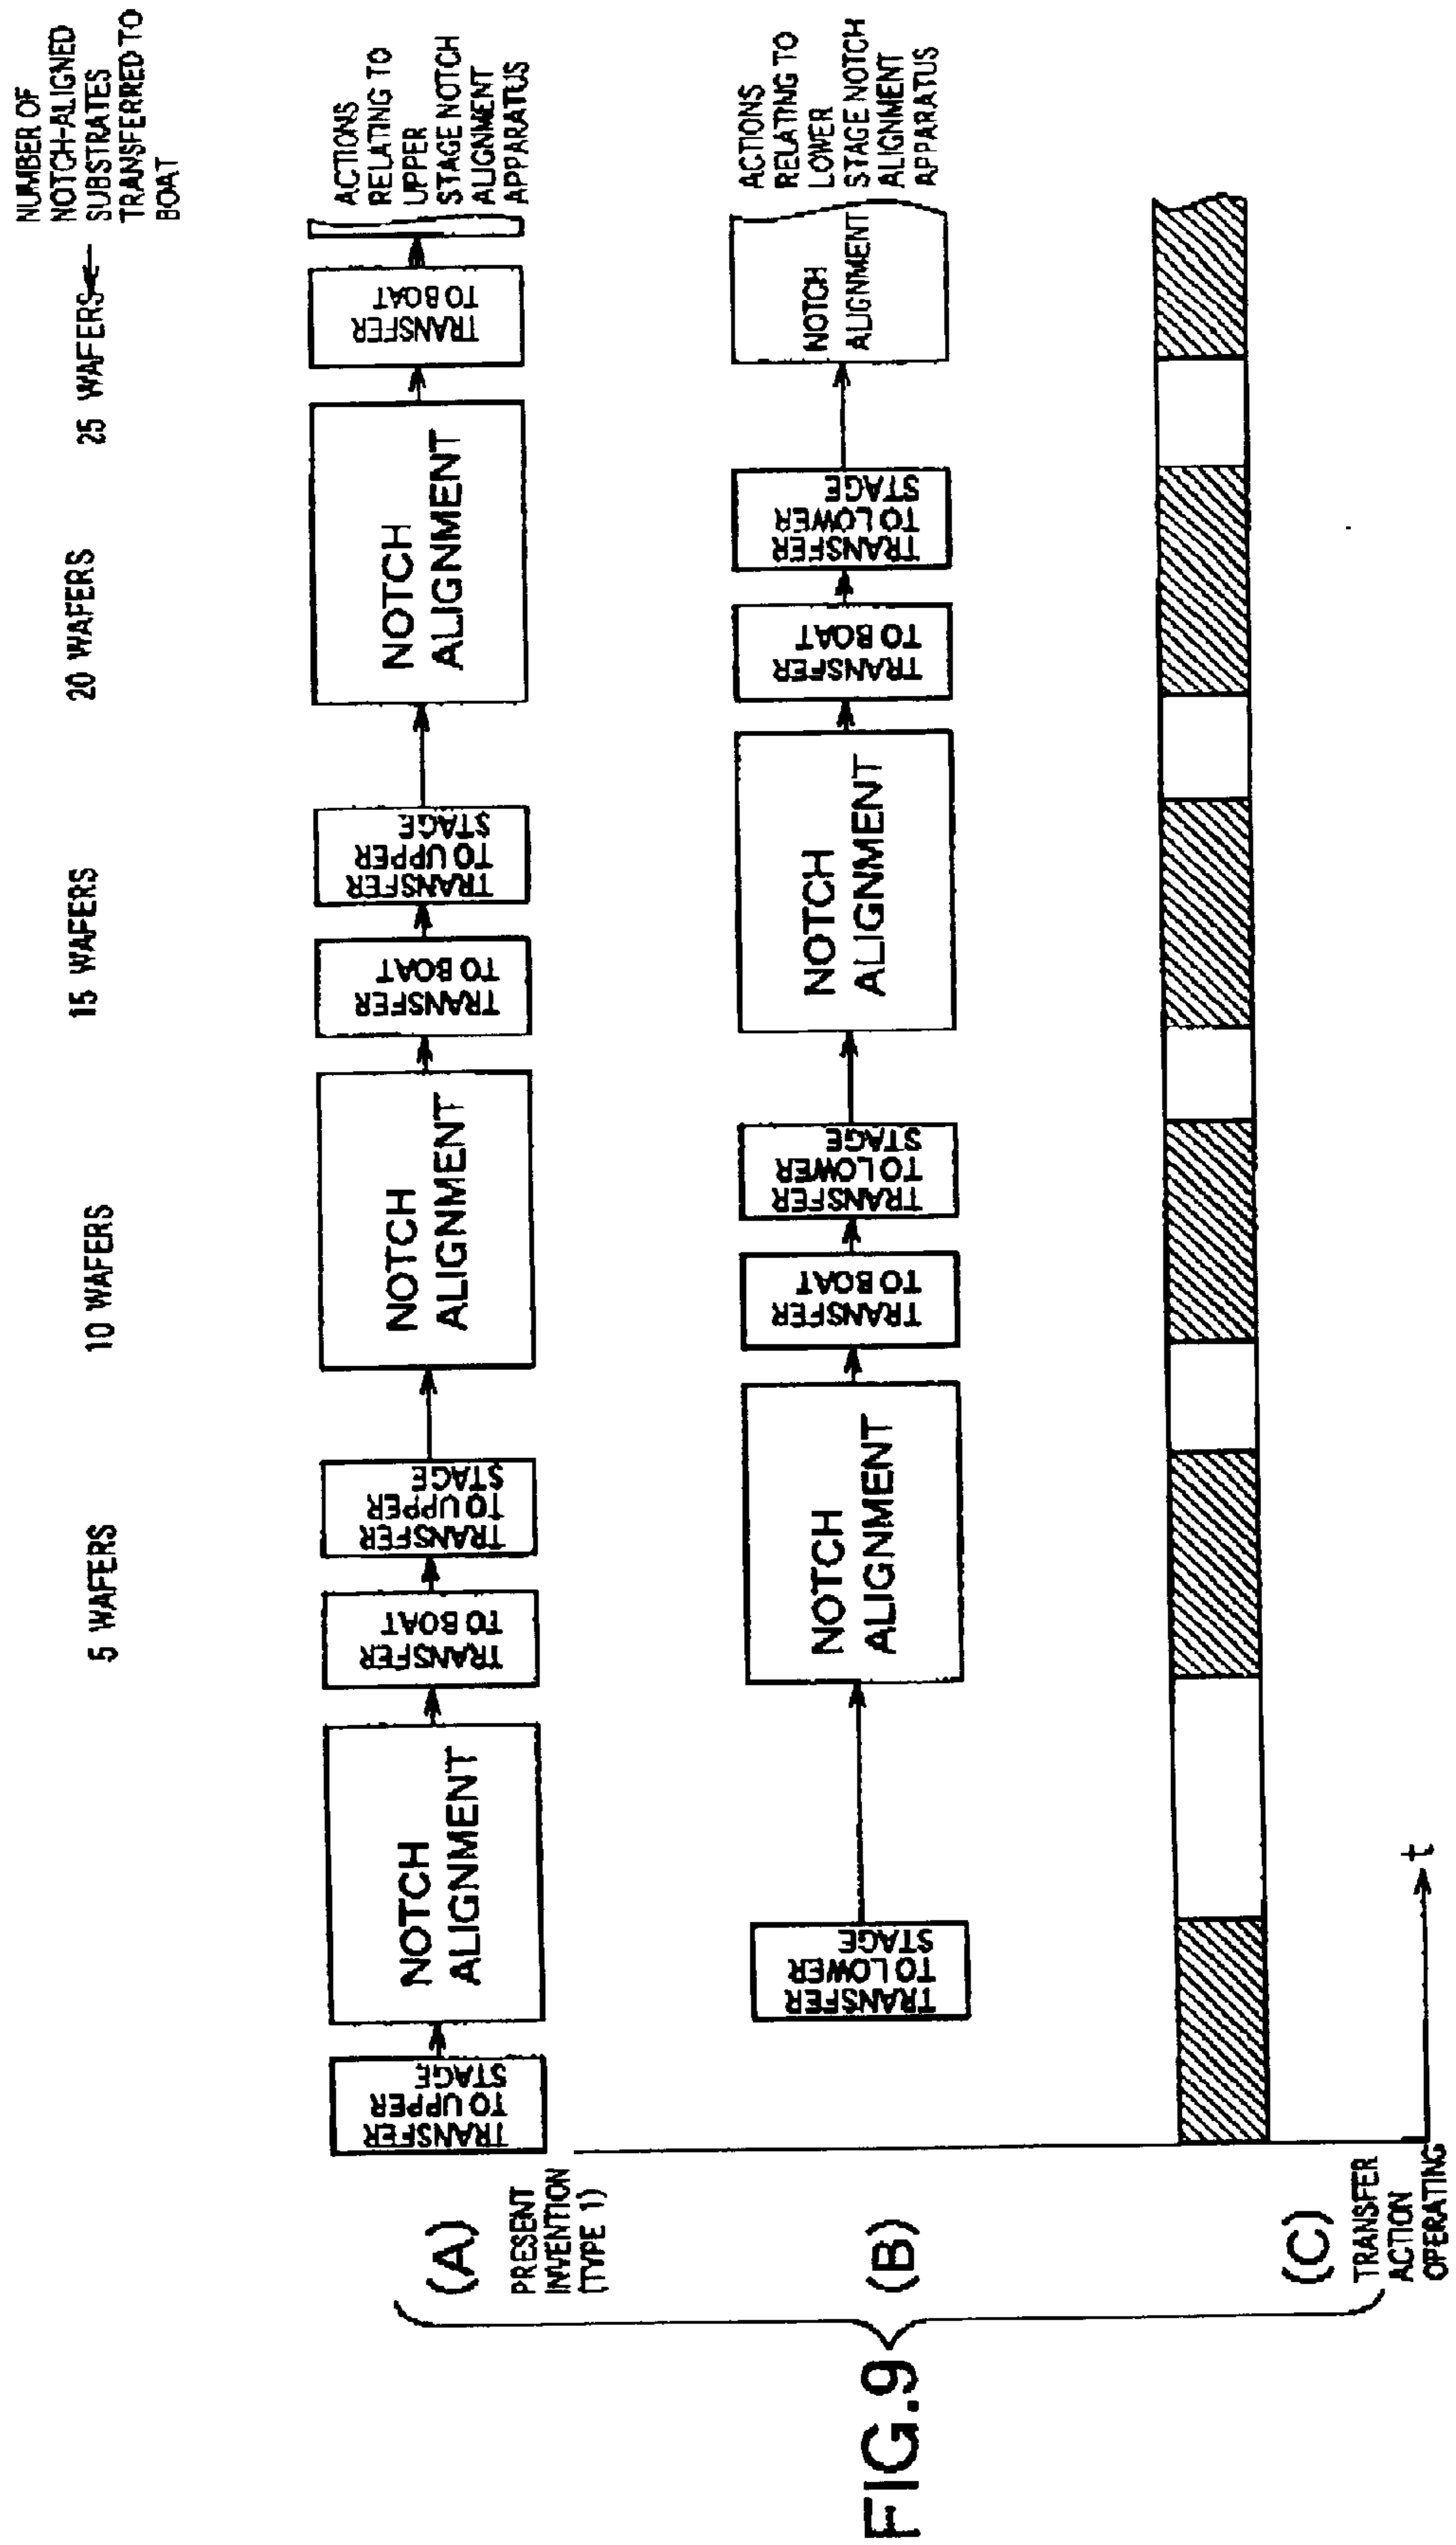 NUMBER OF
NOTCH-ALIGNED
SUBSTRATES
TRANSFERRED TO
BOAT
5 WAFERS
10 WAFERS
15 WAFERS
20 WAFERS
25 WAFERS
(A)
PRESENT
INVENTION
(TYPE 1)
TRANSFER
TO UPPER
STAGE
NOTCH
ALIGNMENT
TRANSFER
TO BOAT
TRANSFER
TO UPPER
STAGE
NOTCH
ALIGNMENT
TRANSFER
TO BOAT
TRANSFER
TO UPPER
STAGE
NOTCH
ALIGNMENT
TRANSFER
TO BOAT
ACTIONS
RELATING TO
UPPER
STAGE NOTCH
ALIGNMENT
APPARATUS
FIG.9
(B)
TRANSFER
TO LOWER
STAGE
NOTCH
ALIGNMENT
TRANSFER
TO BOAT
TRANSFER
TO LOWER
STAGE
NOTCH
ALIGNMENT
TRANSFER
TO BOAT
TRANSFER
TO LOWER
STAGE
NOTCH
ALIGNMENT
ACTIONS
RELATING TO
LOWER
STAGE NOTCH
ALIGNMENT
APPARATUS
(C)
TRANSFER
ACTION
OPERATING
t